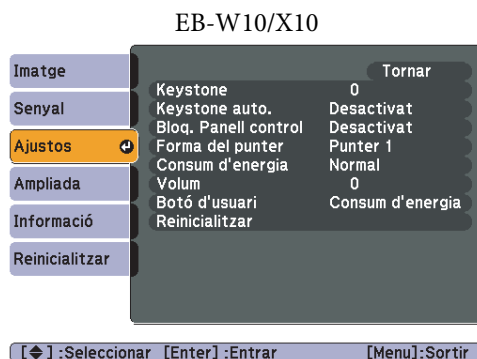 EB-W10/X10
Imatge
Senyal
Ajustos
Ampliada
Informació
Reinicialitzar
Tornar
Keystone 0
Keystone auto. Desactivat
Bloq. Panell control Desactivat
Forma del punter Punter 1
Consum d'energia Normal
Volum 0
Botó d'usuari Consum d'energia
Reinicialitzar
[◆] :Seleccionar [Enter] :Entrar [Menu]:Sortir